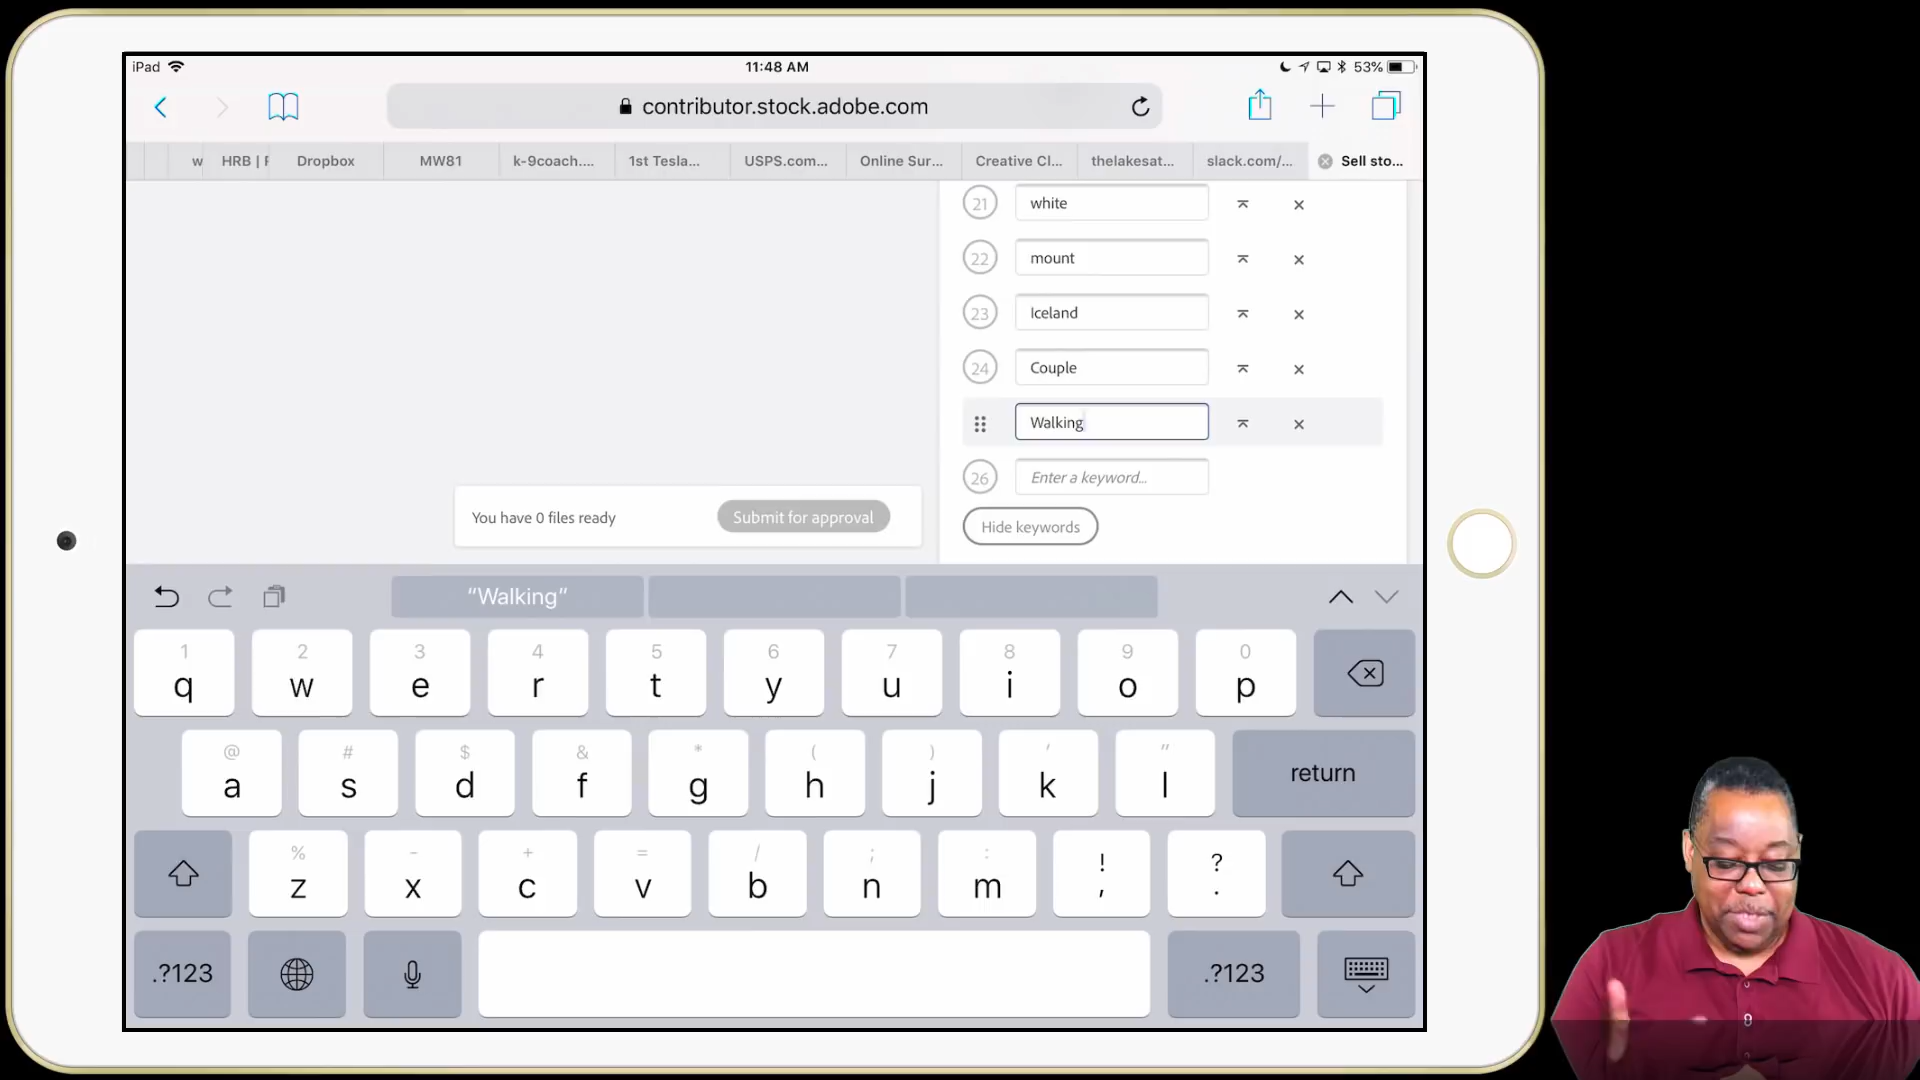 iPad 11:48 AM 53%
contributor.stock.adobe.com
w HRB | F Dropbox MW81 k-9coach.... 1st Tesla... USPS.com... Online Sur... Creative Cl... thelakesat... slack.com/... Sell sto...
21 white
22 mount
23 Iceland
24 Couple
Walking
26 Enter a keyword...
You have 0 files ready Submit for approval
Hide keywords
"Walking"
1 2 3 4 5 6 7 8 9 0
q w e r t y u i o p
@ # $ & * ( ) ' "
a s d f g h j k l return
% - + = / ; : ! ?
z x c v b n m , .
.?123 .?123